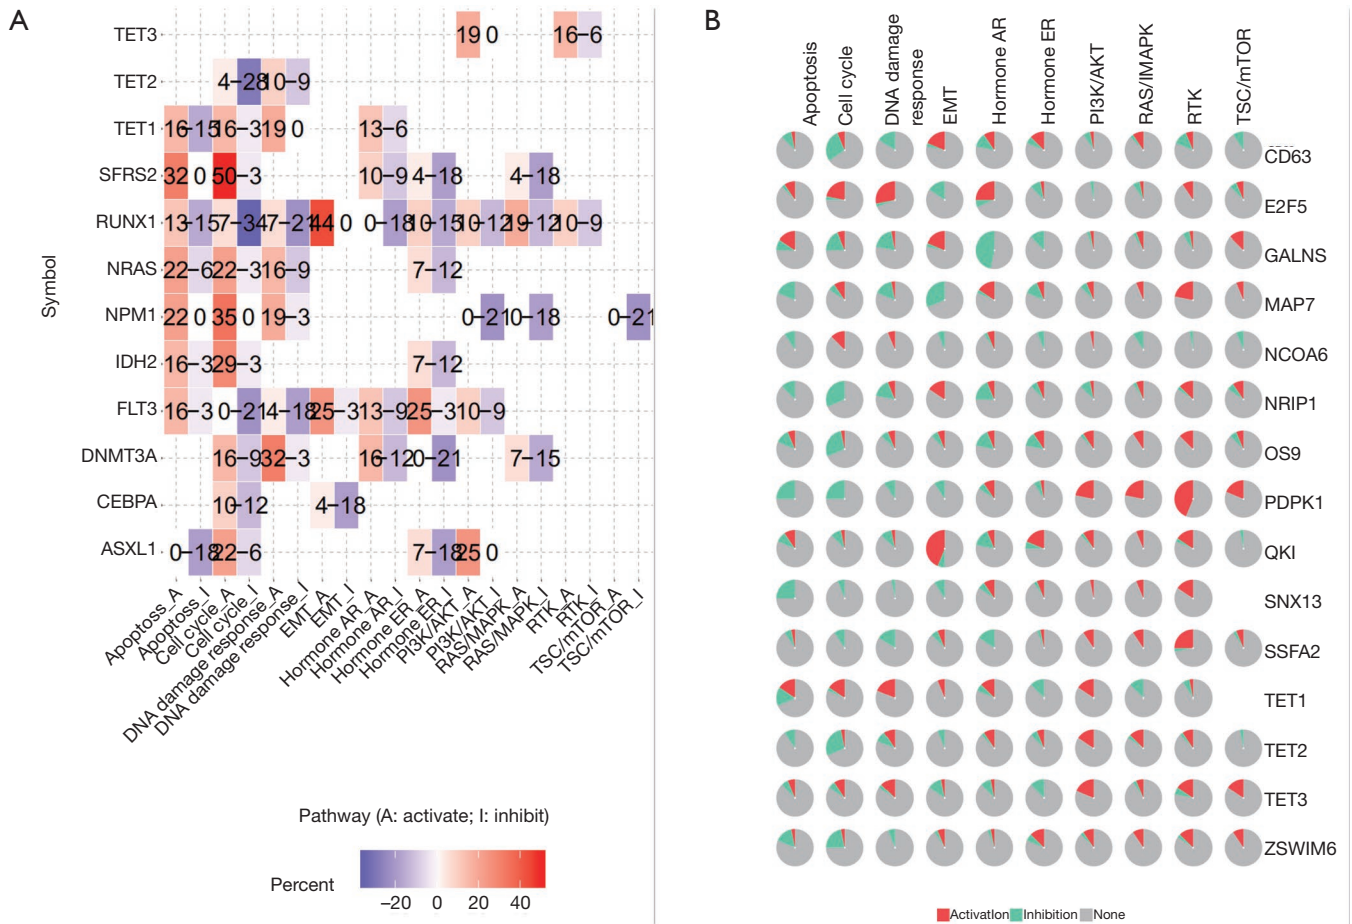 A
TET3 19 0 16 −6
TET2 4 −28 10 −9
TET1 16 −15 16 −3 19 0 13 −6
SFRS2 32 0 50 −3 10 −9 4 −18 4 −18
RUNX1 13 −15 7 −34 7 −21 44 0 0 −18 10 −15 10 −12 19 −12 10 −9
NRAS 22 −6 22 −3 16 −9 7 −12
NPM1 22 0 35 0 19 −3 0 −21 10 −18 0 −21
IDH2 16 −3 29 −3 7 −12
FLT3 16 −3 0 −21 4 −18 25 −3 13 −9 25 −3 10 −9
DNMT3A 16 −9 32 −3 16 −12 0 −21 7 −15
CEBPA 10 −12 4 −18
ASXL1 0 −18 22 −6 7 −18 25 0
Symbol
Apoptoss_A
Apoptoss_I
Cell cycle_A
Cell cycle_I
DNA damage response_A
DNA damage response_I
EMT_A
EMT_I
Hormone AR_A
Hormone AR_I
Hormone ER_A
Hormone ER_I
PI3K/AKT_A
PI3K/AKT_I
RAS/MAPK_A
RAS/MAPK_I
RTK_A
RTK_I
TSC/mTOR_A
TSC/mTOR_I
Pathway (A: activate; I: inhibit)
Percent
−20 0 20 40
B
Apoptosis
Cell cycle
DNA damage
response
EMT
Hormone AR
Hormone ER
PI3K/AKT
RAS/IMAPK
RTK
TSC/mTOR
CD63
E2F5
GALNS
MAP7
NCOA6
NRIP1
OS9
PDPK1
QKI
SNX13
SSFA2
TET1
TET2
TET3
ZSWIM6
Activation Inhibition None